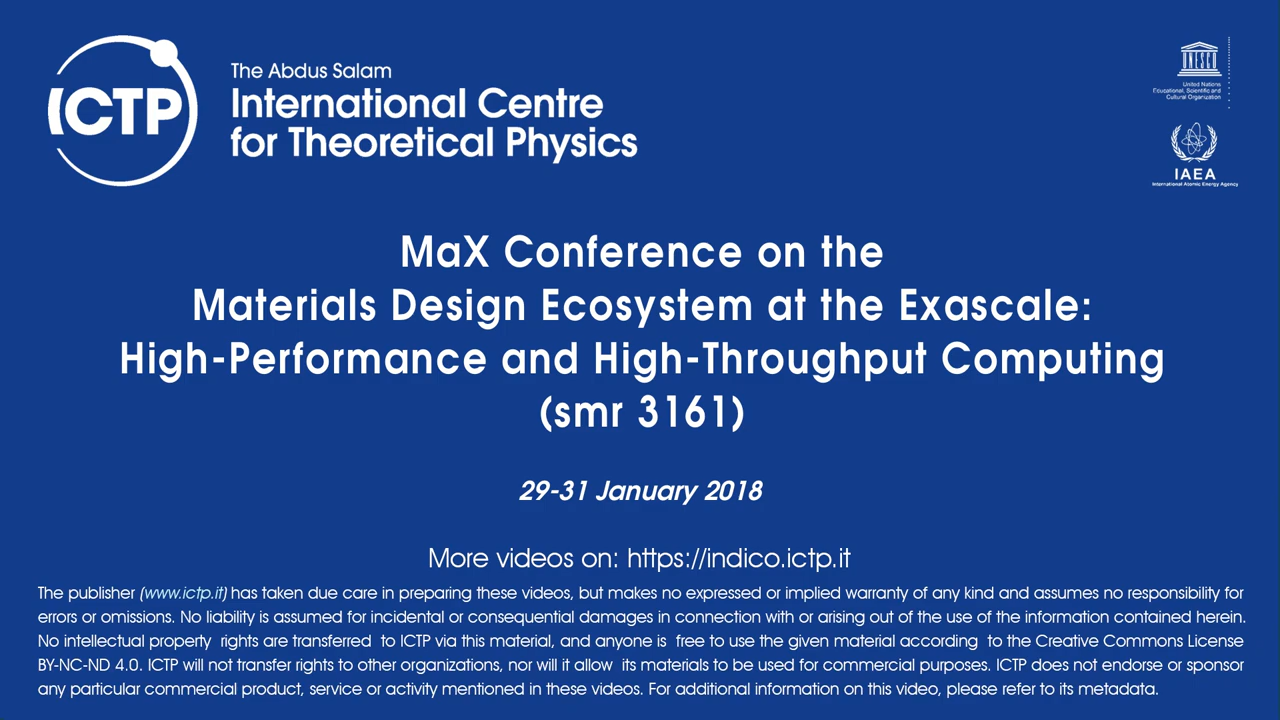 ICTP
The Abdus Salam
International Centre
for Theoretical Physics
UNESCO
United Nations
Educational, Scientific and
Cultural Organization
IAEA
International Atomic Energy Agency
MaX Conference on the
Materials Design Ecosystem at the Exascale:
High-Performance and High-Throughput Computing
(smr 3161)
29-31 January 2018
More videos on: https://indico.ictp.it
The publisher (www.ictp.it) has taken due care in preparing these videos, but makes no expressed or implied warranty of any kind and assumes no responsibility for
errors or omissions. No liability is assumed for incidental or consequential damages in connection with or arising out of the use of the information contained herein.
No intellectual property rights are transferred to ICTP via this material, and anyone is free to use the given material according to the Creative Commons License
BY-NC-ND 4.0. ICTP will not transfer rights to other organizations, nor will it allow its materials to be used for commercial purposes. ICTP does not endorse or sponsor
any particular commercial product, service or activity mentioned in these videos. For additional information on this video, please refer to its metadata.